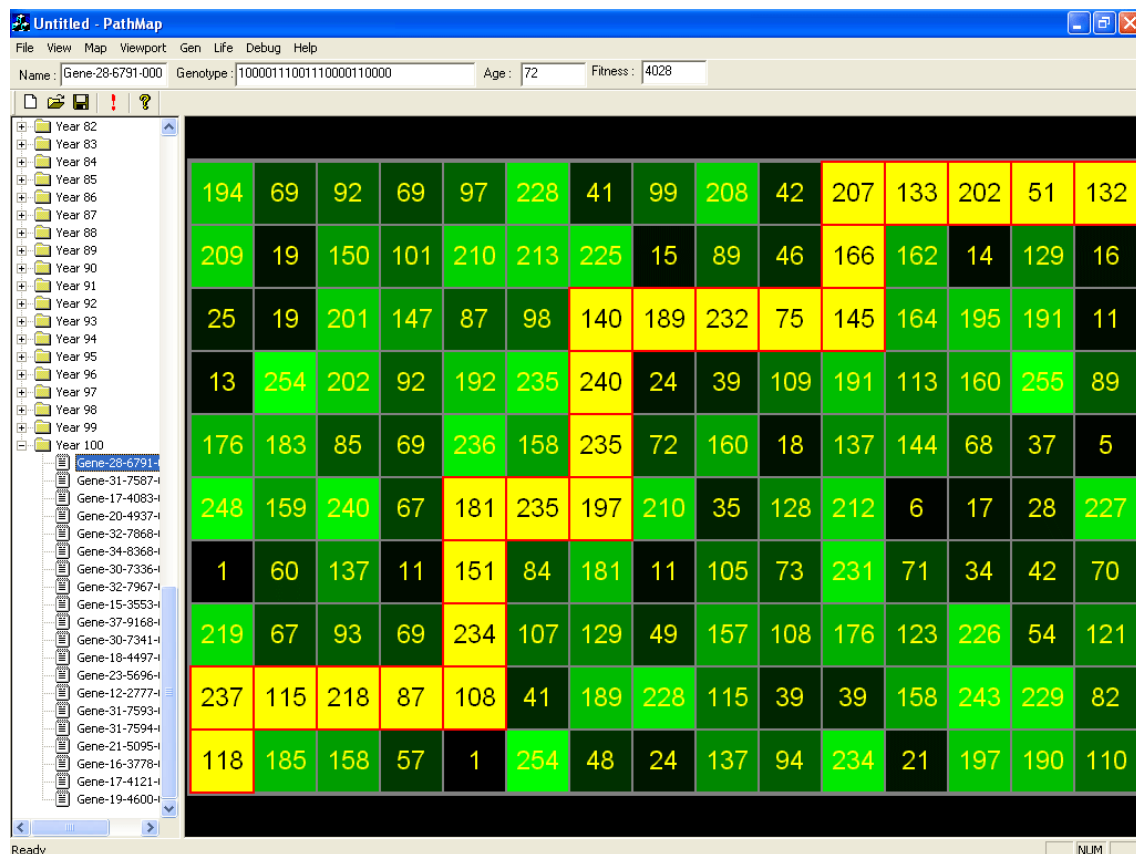 Untitled - PathMap
File View Map Viewport Gen Life Debug Help
Name : Gene-28-6791-000 Genotype : 10000111001110000110000 Age : 72 Fitness : 4028
Year 82
Year 83
Year 84
Year 85
Year 86
Year 87
Year 88
Year 89
Year 90
Year 91
Year 92
Year 93
Year 94
Year 95
Year 96
Year 97
Year 98
Year 99
Year 100
Gene-28-6791-
Gene-31-7587-
Gene-17-4083-
Gene-20-4937-
Gene-32-7868-
Gene-34-8368-
Gene-30-7336-
Gene-32-7967-
Gene-15-3553-
Gene-37-9168-
Gene-30-7341-
Gene-18-4497-
Gene-23-5696-
Gene-12-2777-
Gene-31-7593-
Gene-31-7594-
Gene-21-5095-
Gene-16-3778-
Gene-17-4121-
Gene-19-4600-
194 69 92 69 97 228 41 99 208 42 207 133 202 51 132
209 19 150 101 210 213 225 15 89 46 166 162 14 129 16
25 19 201 147 87 98 140 189 232 75 145 164 195 191 11
13 254 202 92 192 235 240 24 39 109 191 113 160 255 89
176 183 85 69 236 158 235 72 160 18 137 144 68 37 5
248 159 240 67 181 235 197 210 35 128 212 6 17 28 227
1 60 137 11 151 84 181 11 105 73 231 71 34 42 70
219 67 93 69 234 107 129 49 157 108 176 123 226 54 121
237 115 218 87 108 41 189 228 115 39 39 158 243 229 82
118 185 158 57 1 254 48 24 137 94 234 21 197 190 110
Ready NUM